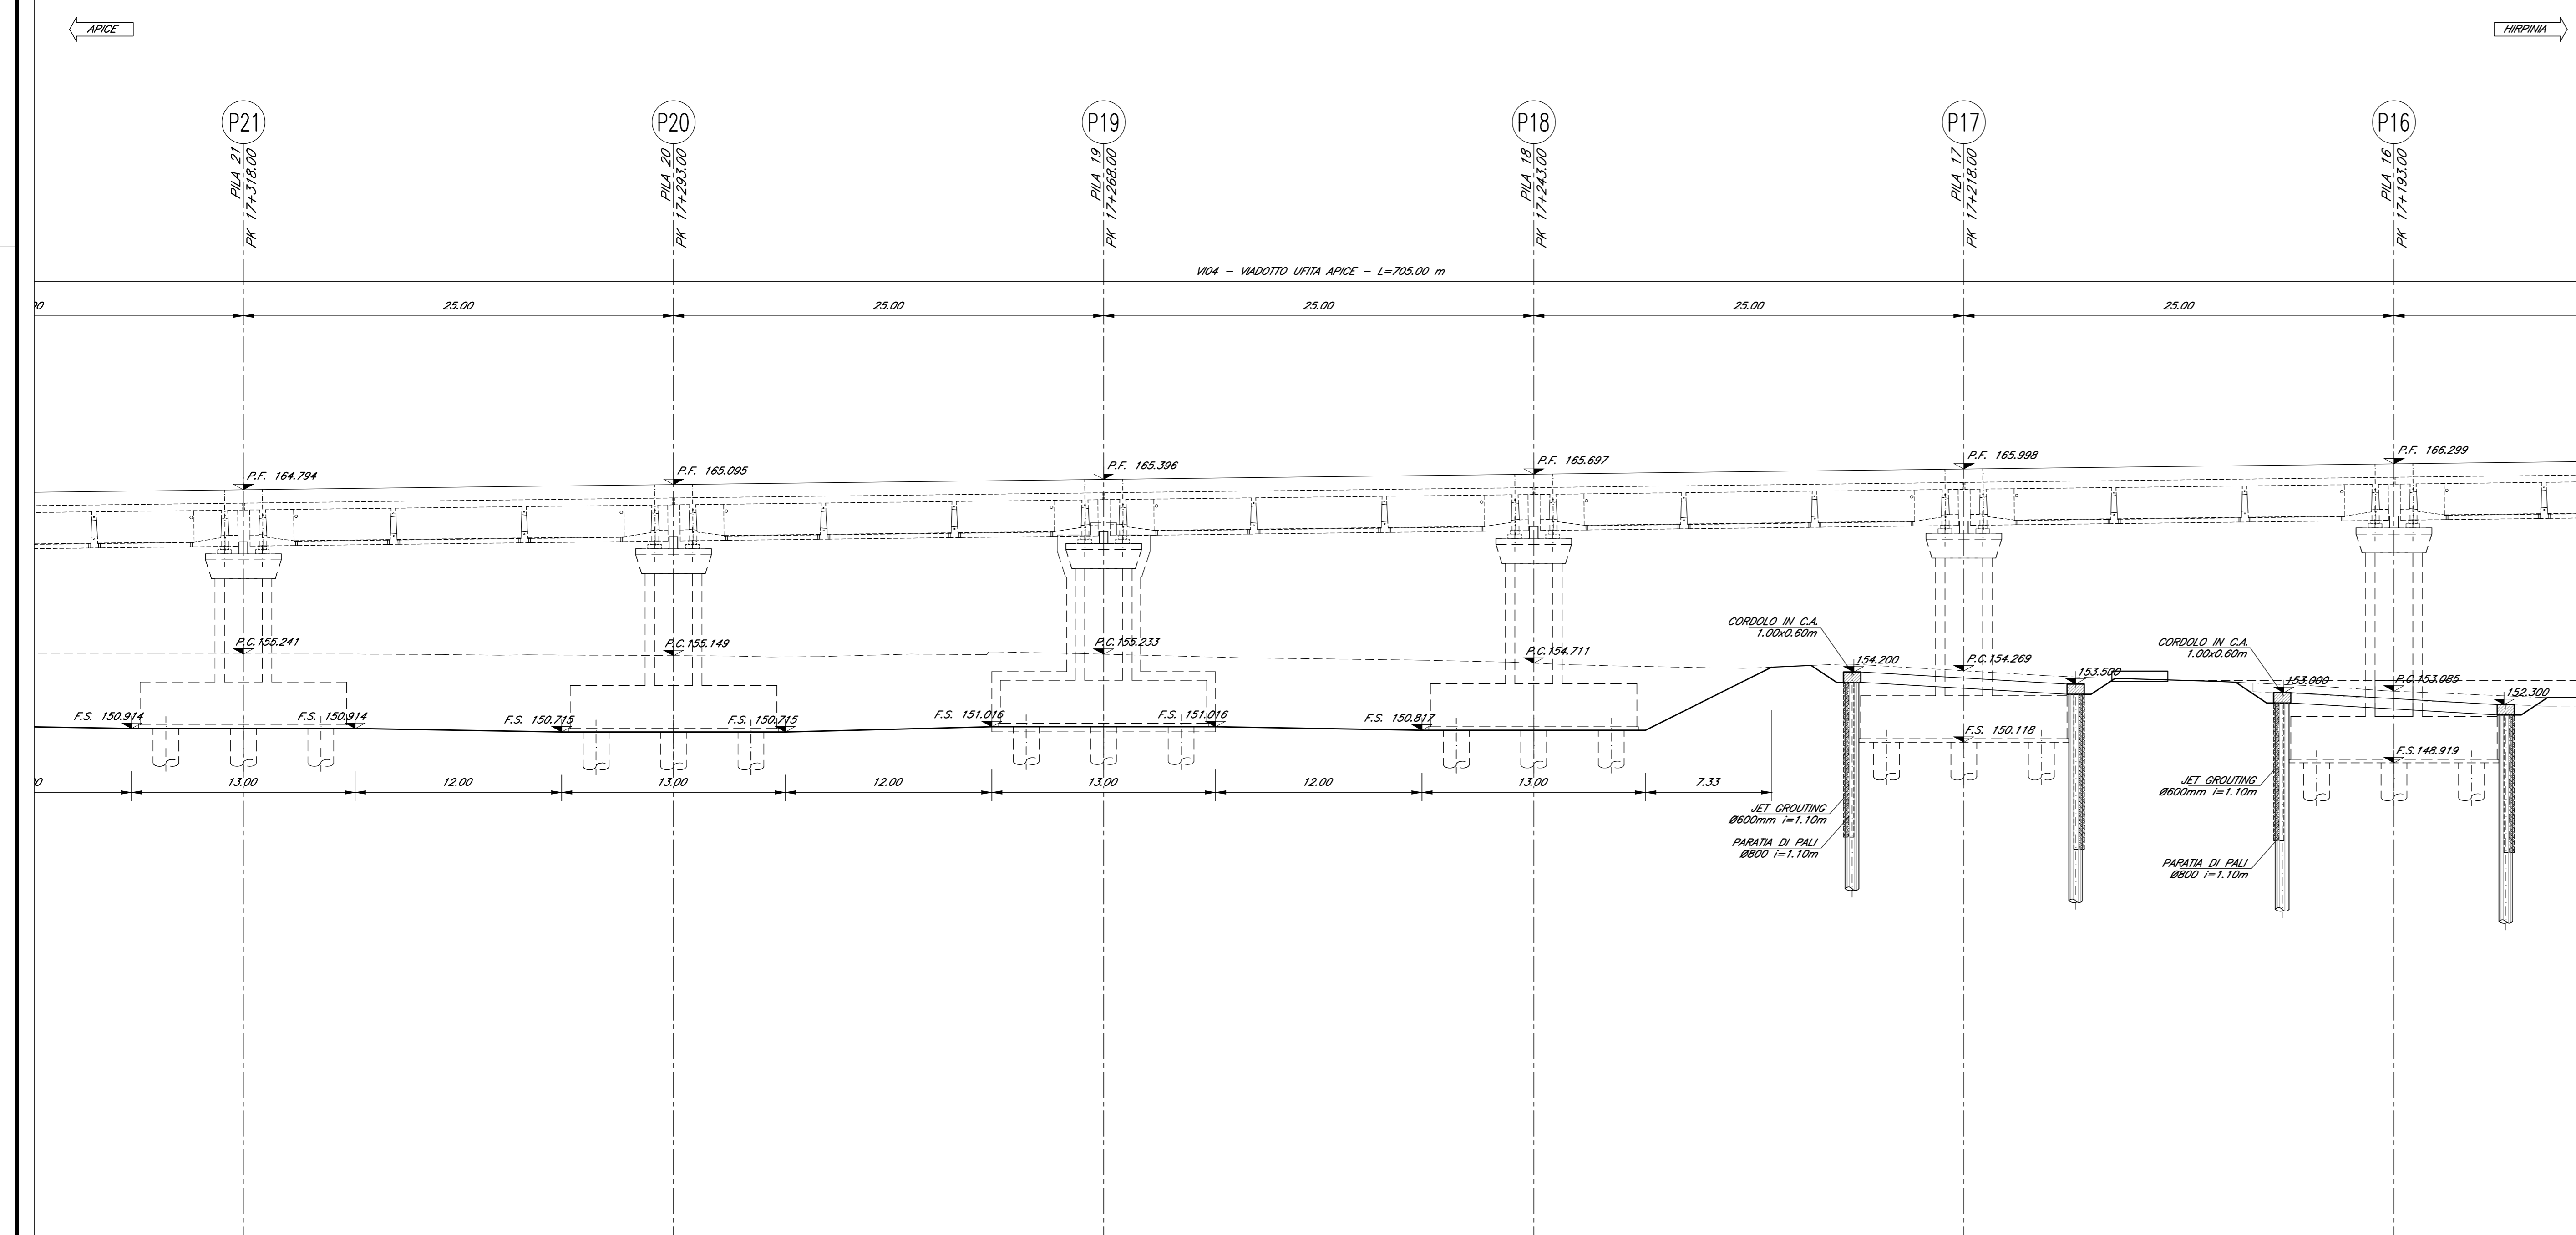 APICE
HIRPINIA
P21
P20
P19
P18
P17
P16
PILA 21
PK 17+318.00
PILA 20
PK 17+293.00
PILA 19
PK 17+268.00
PILA 18
PK 17+243.00
PILA 17
PK 17+218.00
PILA 16
PK 17+193.00
VI04 - VIADOTTO UFITA APICE - L=705.00 m
25.00
25.00
25.00
25.00
25.00
P.F. 164.794
P.F. 165.095
P.F. 165.396
P.F. 165.697
P.F. 165.998
P.F. 166.299
P.C.155.241
P.C.155.149
P.C.155.233
P.C.154.711
CORDOLO IN C.A.
1.00x0.60m
154.200
P.C.154.269
153.500
CORDOLO IN C.A.
1.00x0.60m
153.000
P.C.153.085
152.300
F.S. 150.914
F.S. 150.914
F.S. 150.715
F.S. 150.715
F.S. 151.016
F.S. 151.016
F.S. 150.817
F.S. 150.118
F.S.148.919
13.00
12.00
13.00
12.00
13.00
12.00
13.00
7.33
JET GROUTING
Ø600mm i=1.10m
PARATIA DI PALI
Ø800 i=1.10m
JET GROUTING
Ø600mm i=1.10m
PARATIA DI PALI
Ø800 i=1.10m